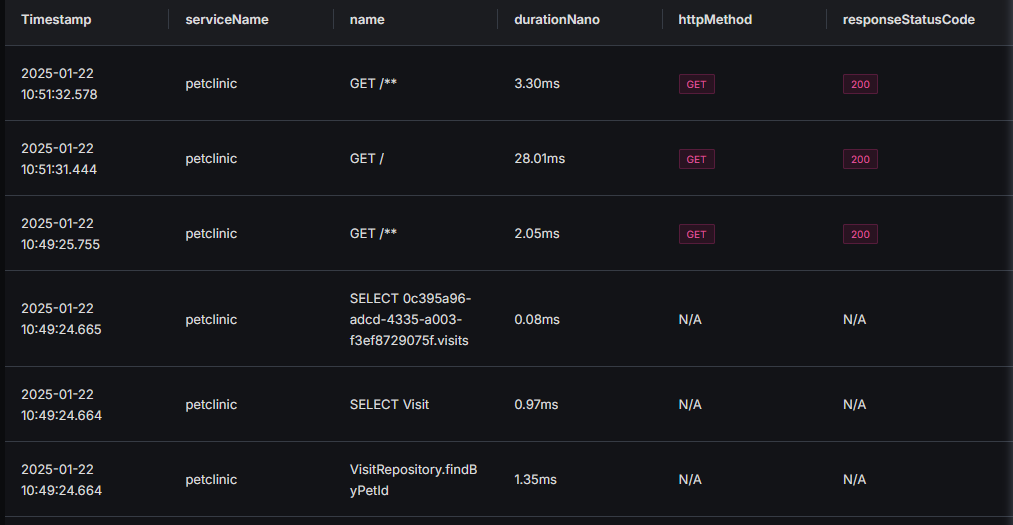 Timestamp serviceName name durationNano httpMethod responseStatusCode
2025-01-22
10:51:32.578 petclinic GET /** 3.30ms GET 200
2025-01-22
10:51:31.444 petclinic GET / 28.01ms GET 200
2025-01-22
10:49:25.755 petclinic GET /** 2.05ms GET 200
2025-01-22
10:49:24.665 petclinic SELECT 0c395a96-
adcd-4335-a003-
f3ef8729075f.visits 0.08ms N/A N/A
2025-01-22
10:49:24.664 petclinic SELECT Visit 0.97ms N/A N/A
2025-01-22
10:49:24.664 petclinic VisitRepository.findB
yPetId 1.35ms N/A N/A